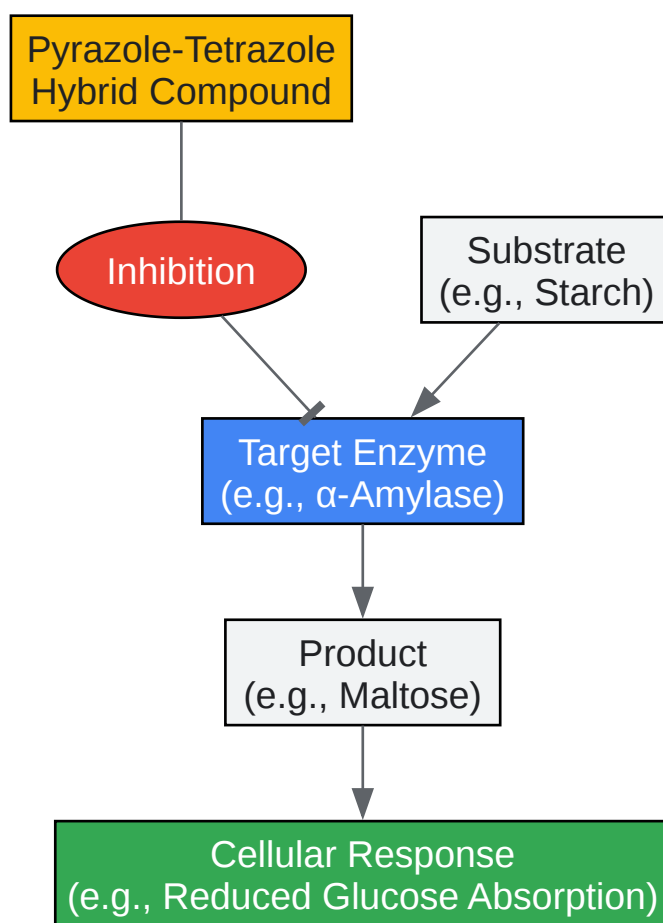 Pyrazole-Tetrazole
Hybrid Compound
Inhibition
Substrate
(e.g., Starch)
Target Enzyme
(e.g., α-Amylase)
Product
(e.g., Maltose)
Cellular Response
(e.g., Reduced Glucose Absorption)